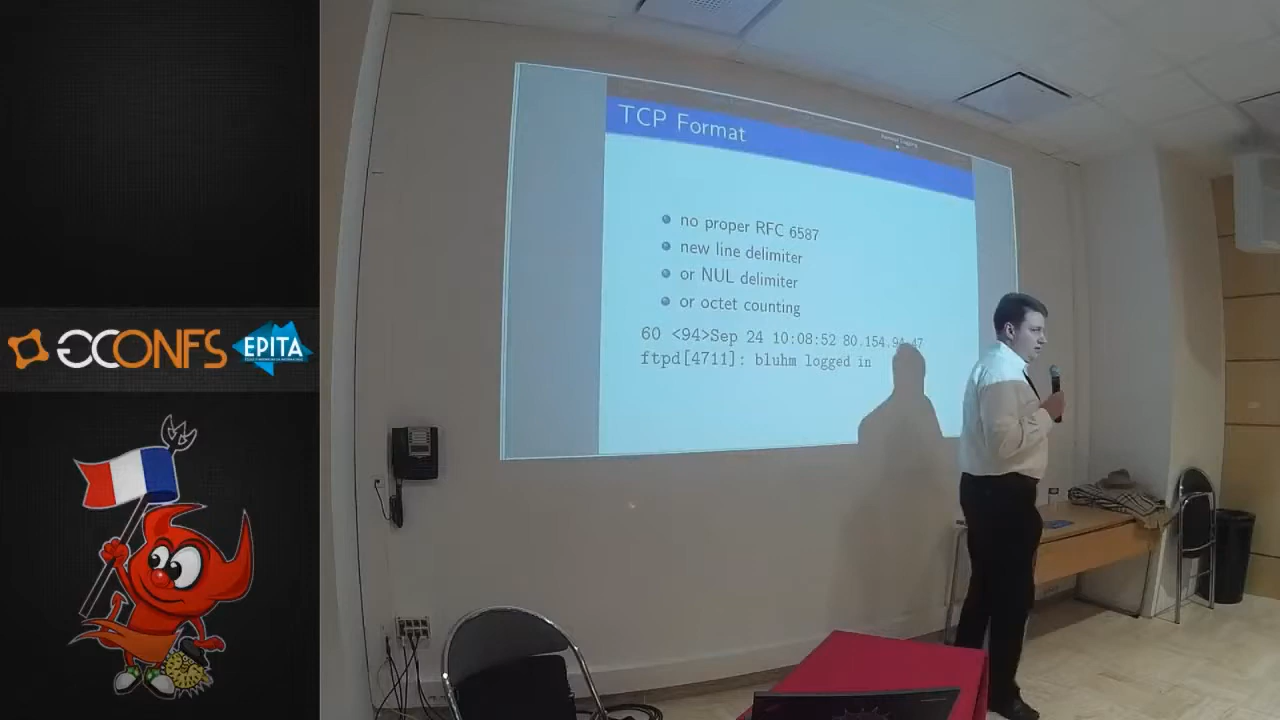 GCONFS
EPITA
TCP Format
no proper RFC 6587
new line delimiter
or NUL delimiter
or octet counting
60 <94>Sep 24 10:08:52 80.154.94.47
ftpd[4711]: bluhm logged in